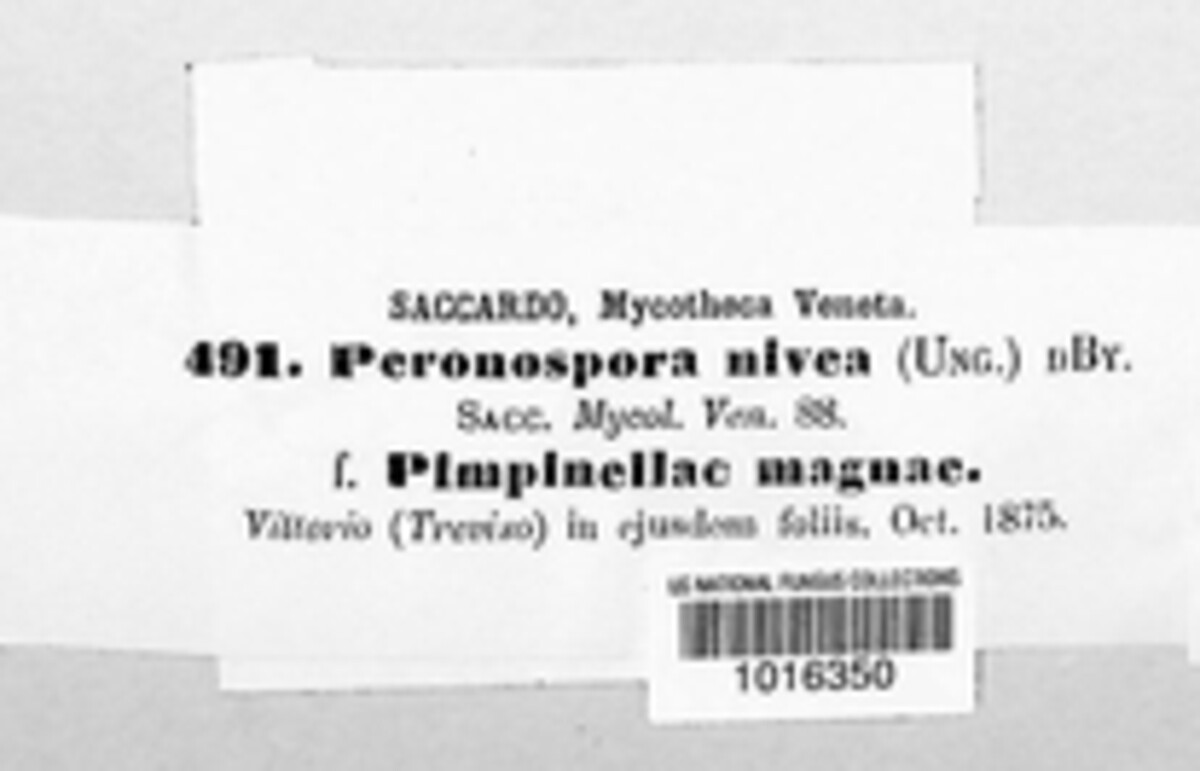 SACCARDO, Mycotheca Veneta.
491. Peronospora nivea (UNG.) DBY.
SACC. Mycol. Ven. 88.
f. Pimpinellae magnae.
Vittorio (Treviso) in ejusdem foliis, Oct. 1875.
US NATIONAL FUNGUS COLLECTIONS
1016350